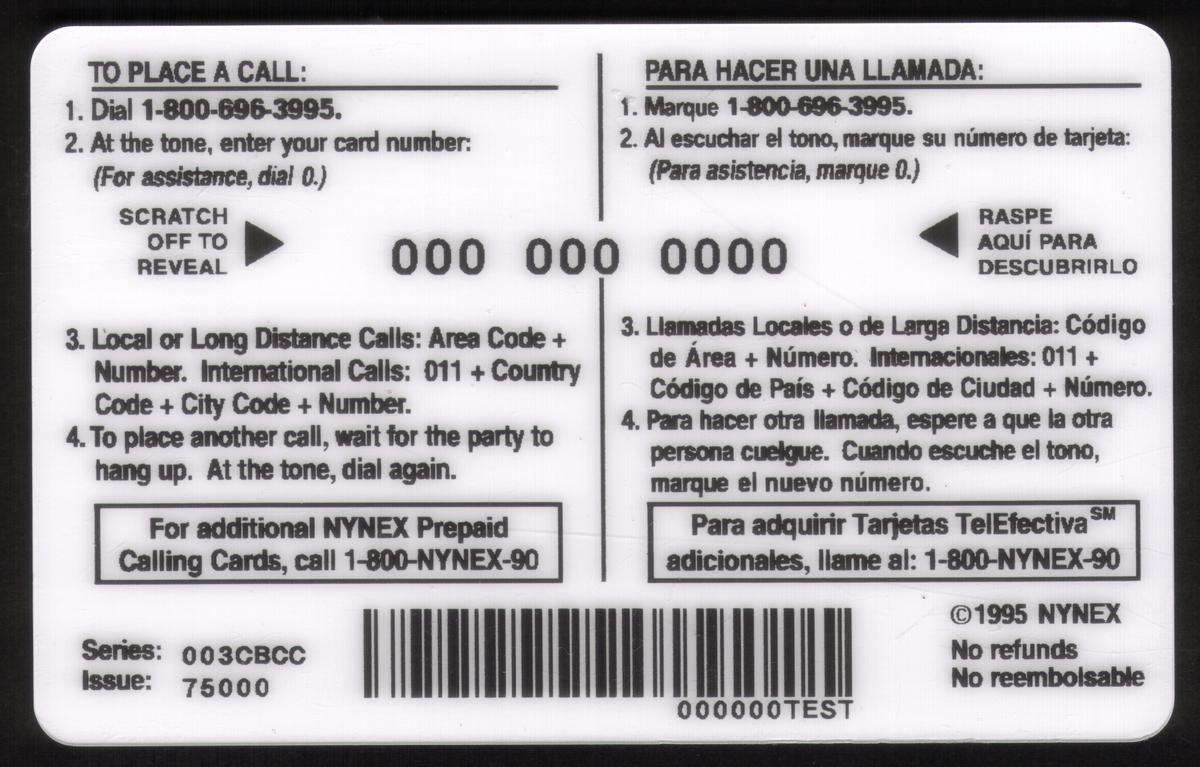 TO PLACE A CALL:
1. Dial 1-800-696-3995.
2. At the tone, enter your card number:
(For assistance, dial 0.)
SCRATCH
OFF TO
REVEAL
000 000 0000
3. Local or Long Distance Calls: Area Code +
Number. International Calls: 011 + Country
Code + City Code + Number.
4. To place another call, wait for the party to
hang up. At the tone, dial again.
For additional NYNEX Prepaid
Calling Cards, call 1-800-NYNEX-90
PARA HACER UNA LLAMADA:
1. Marque 1-800-696-3995.
2. Al escuchar el tono, marque su número de tarjeta:
(Para asistencia, marque 0.)
RASPE
AQUÍ PARA
DESCUBRIRLO
3. Llamadas Locales o de Larga Distancia: Código
de Área + Número. Internacionales: 011 +
Código de País + Código de Ciudad + Número.
4. Para hacer otra llamada, espere a que la otra
persona cuelgue. Cuando escuche el tono,
marque el nuevo número.
Para adquirir Tarjetas TelEfectiva℠
adicionales, llame al: 1-800-NYNEX-90
Series: 003CBCC
Issue: 75000
000000TEST
©1995 NYNEX
No refunds
No reembolsable